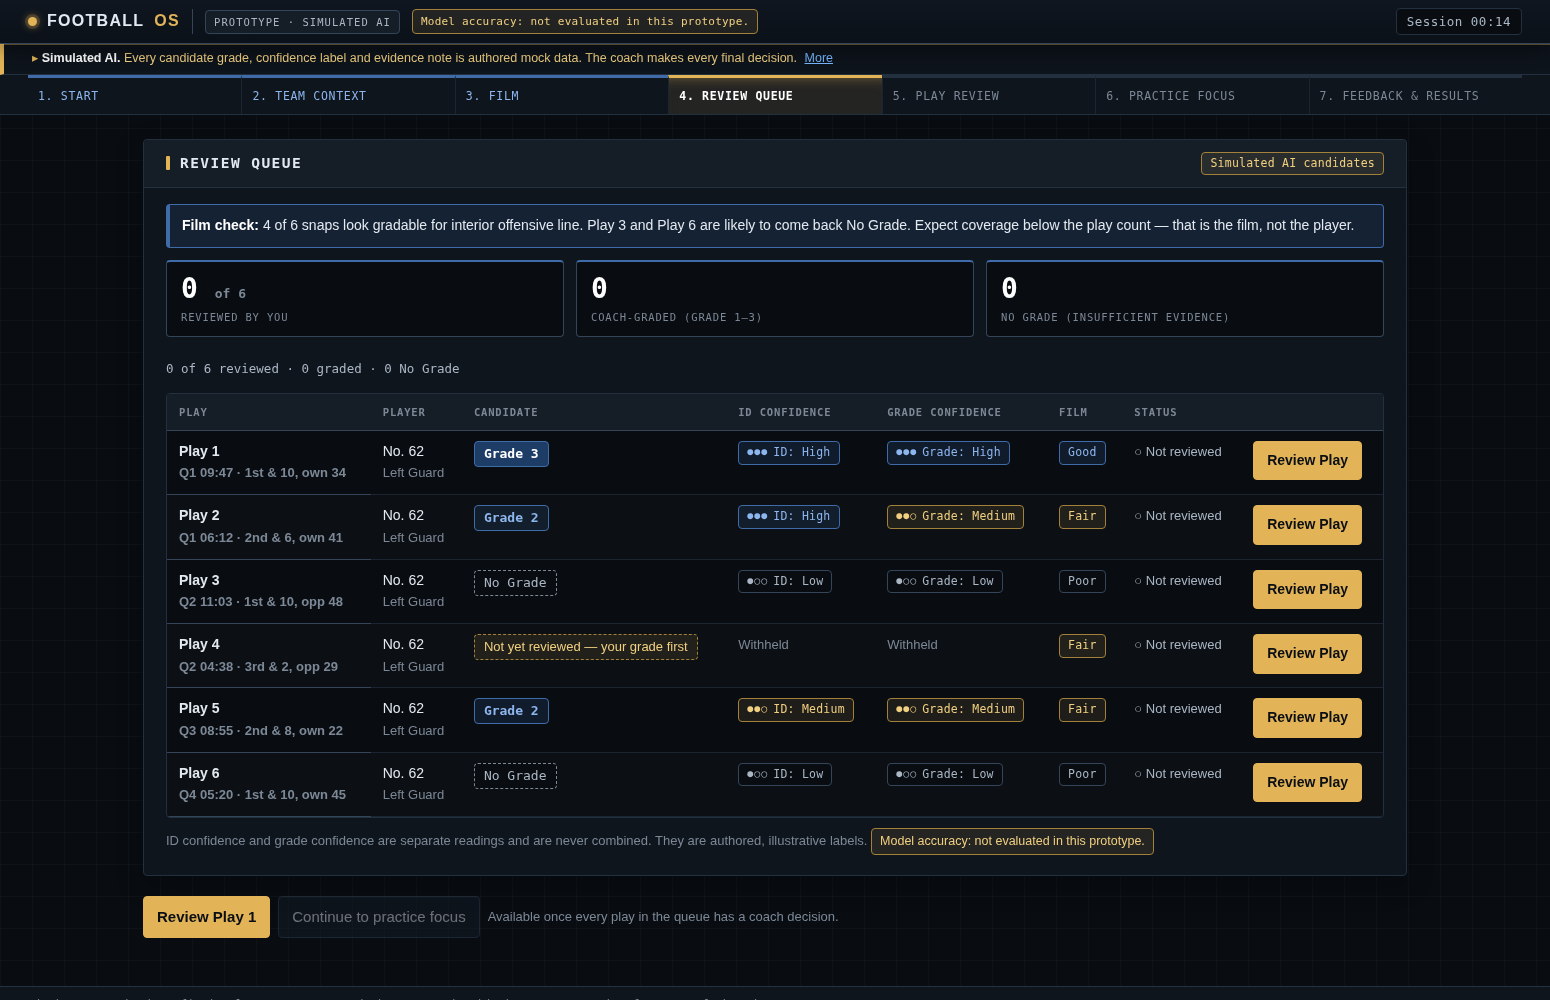 FOOTBALL OS
PROTOTYPE · SIMULATED AI
Model accuracy: not evaluated in this prototype.
Session 00:14
▸ Simulated AI. Every candidate grade, confidence label and evidence note is authored mock data. The coach makes every final decision. More
1. START
2. TEAM CONTEXT
3. FILM
4. REVIEW QUEUE
5. PLAY REVIEW
6. PRACTICE FOCUS
7. FEEDBACK & RESULTS
REVIEW QUEUE
Simulated AI candidates
Film check: 4 of 6 snaps look gradable for interior offensive line. Play 3 and Play 6 are likely to come back No Grade. Expect coverage below the play count — that is the film, not the player.
0 of 6
REVIEWED BY YOU
0
COACH-GRADED (GRADE 1–3)
0
NO GRADE (INSUFFICIENT EVIDENCE)
0 of 6 reviewed · 0 graded · 0 No Grade
PLAY PLAYER CANDIDATE ID CONFIDENCE GRADE CONFIDENCE FILM STATUS
Play 1 No. 62 Grade 3 ●●● ID: High ●●● Grade: High Good ○ Not reviewed Review Play
Q1 09:47 · 1st & 10, own 34 Left Guard
Play 2 No. 62 Grade 2 ●●● ID: High ●●○ Grade: Medium Fair ○ Not reviewed Review Play
Q1 06:12 · 2nd & 6, own 41 Left Guard
Play 3 No. 62 No Grade ●○○ ID: Low ●○○ Grade: Low Poor ○ Not reviewed Review Play
Q2 11:03 · 1st & 10, opp 48 Left Guard
Play 4 No. 62 Not yet reviewed — your grade first Withheld Withheld Fair ○ Not reviewed Review Play
Q2 04:38 · 3rd & 2, opp 29 Left Guard
Play 5 No. 62 Grade 2 ●●○ ID: Medium ●●○ Grade: Medium Fair ○ Not reviewed Review Play
Q3 08:55 · 2nd & 8, own 22 Left Guard
Play 6 No. 62 No Grade ●○○ ID: Low ●○○ Grade: Low Poor ○ Not reviewed Review Play
Q4 05:20 · 1st & 10, own 45 Left Guard
ID confidence and grade confidence are separate readings and are never combined. They are authored, illustrative labels. Model accuracy: not evaluated in this prototype.
Review Play 1
Continue to practice focus
Available once every play in the queue has a coach decision.